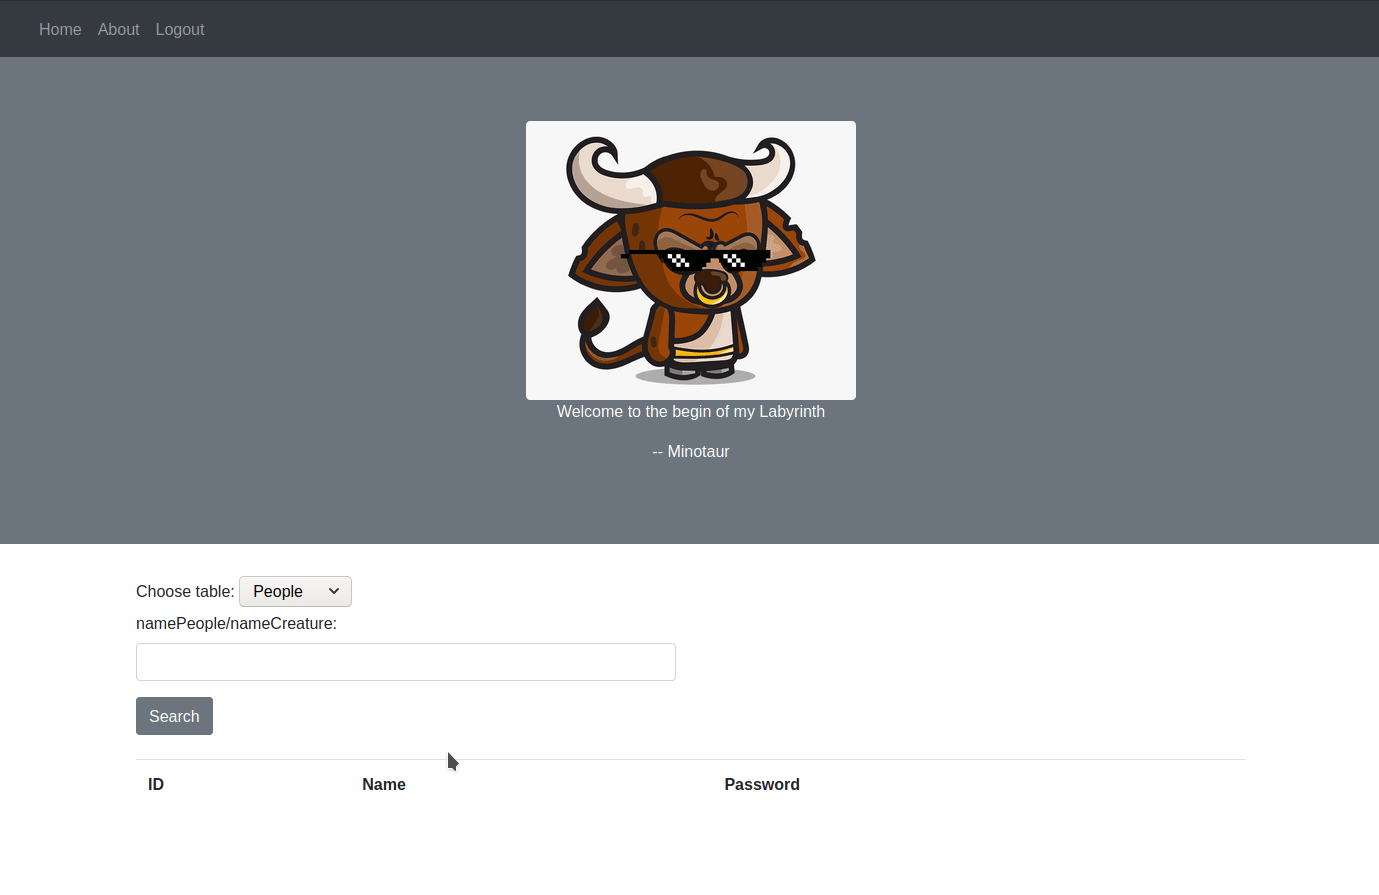 Home About Logout
Welcome to the begin of my Labyrinth
-- Minotaur
Choose table: People
namePeople/nameCreature:
Search
ID Name Password